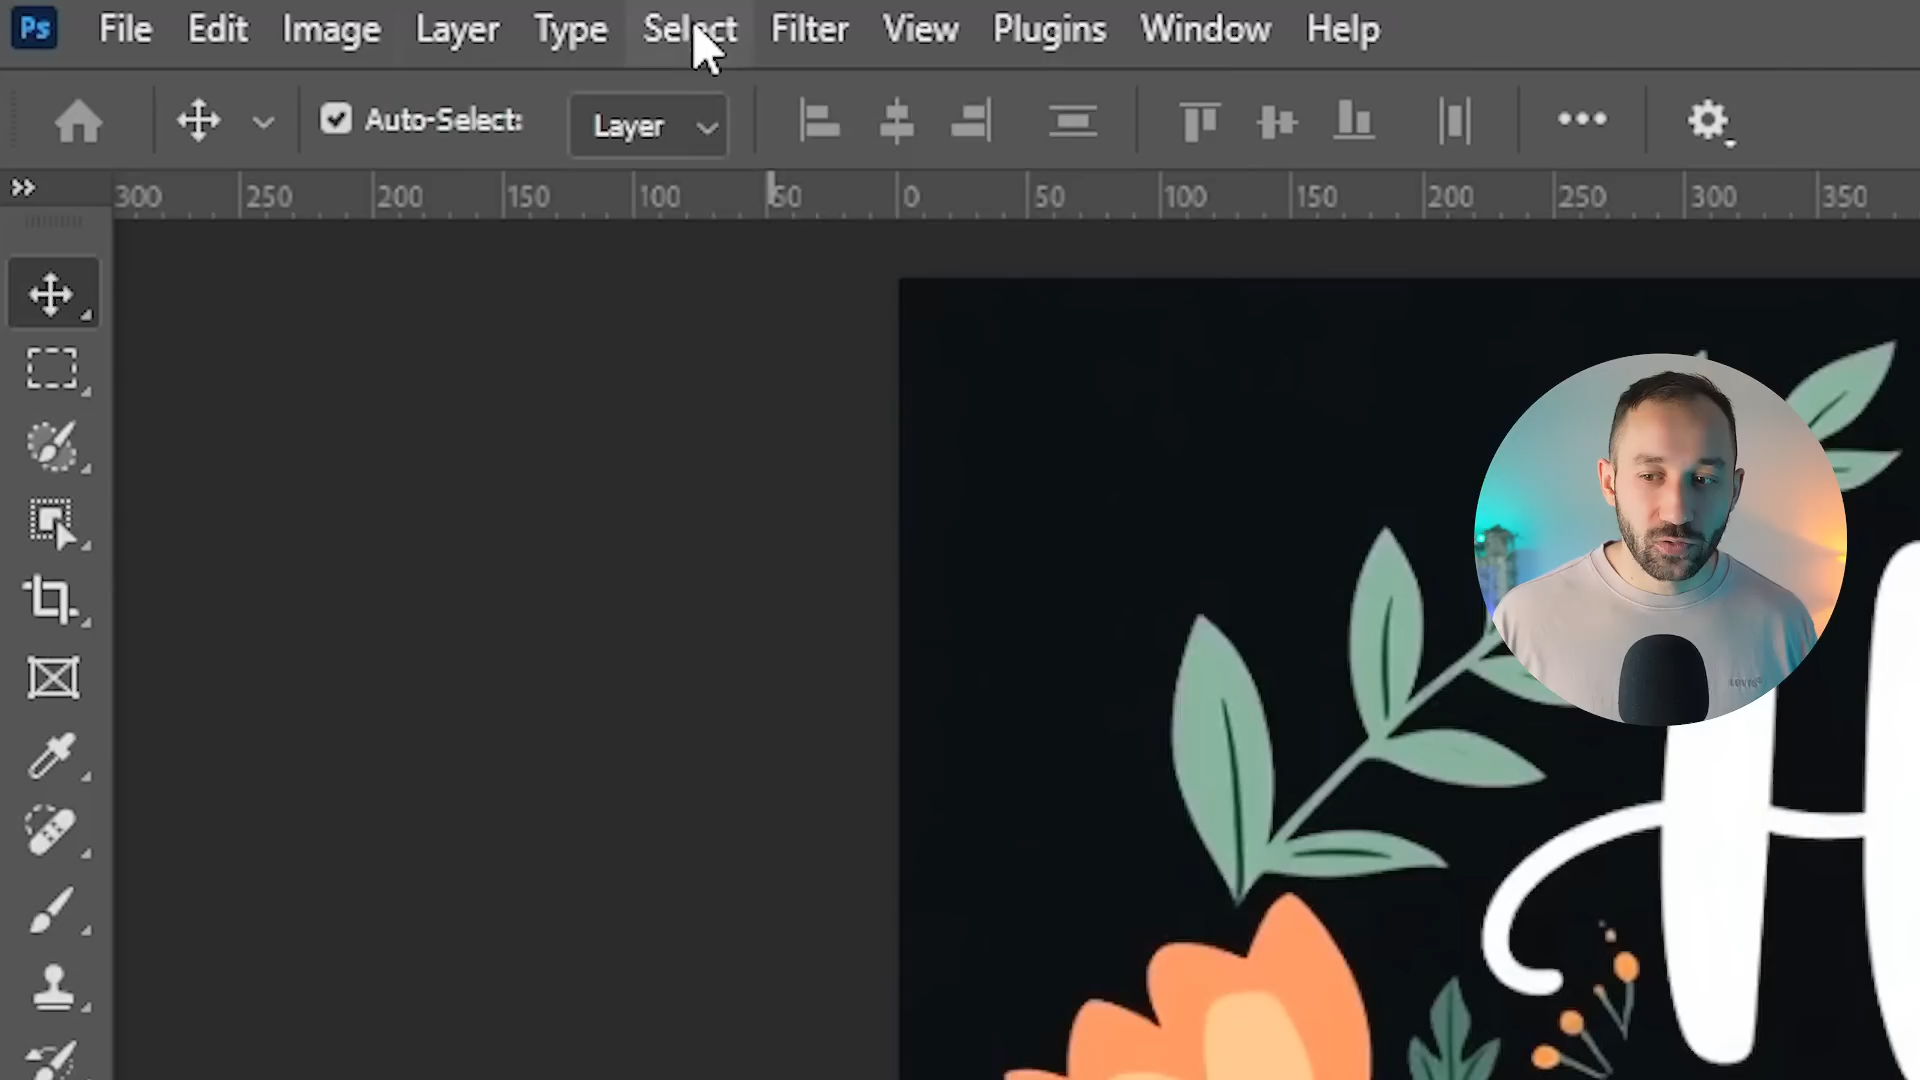 Ps File Edit Image Layer Type Select Filter View Plugins Window Help
Auto-Select: Layer
300 250 200 150 100 50 0 50 100 150 200 250 300 350
H